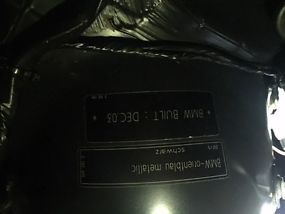 BMW-orientblau metallic
schwarz
* BMW BUILT : DEC.03 *